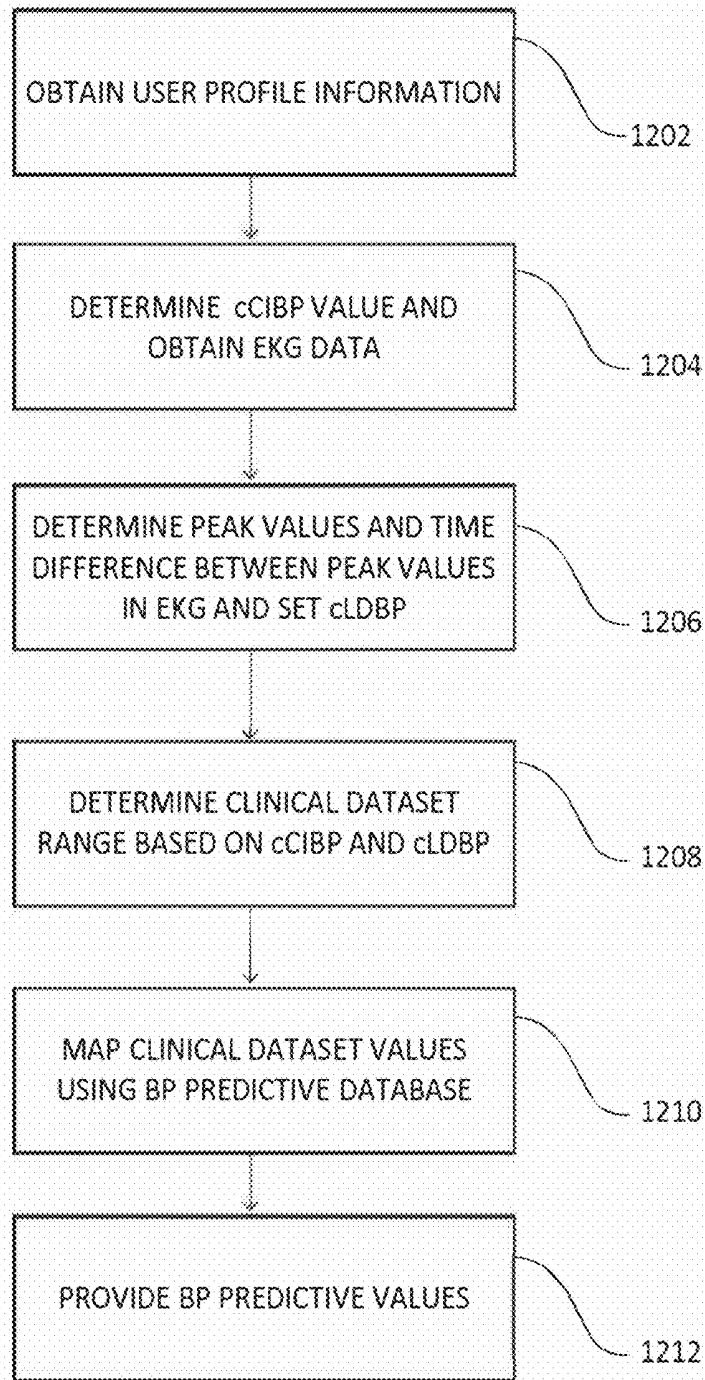 OBTAIN USER PROFILE INFORMATION
1202
DETERMINE cCIBP VALUE AND
OBTAIN EKG DATA
1204
DETERMINE PEAK VALUES AND TIME
DIFFERENCE BETWEEN PEAK VALUES
IN EKG AND SET cLDBP
1206
DETERMINE CLINICAL DATASET
RANGE BASED ON cCIBP AND cLDBP
1208
MAP CLINICAL DATASET VALUES
USING BP PREDICTIVE DATABASE
1210
PROVIDE BP PREDICTIVE VALUES
1212